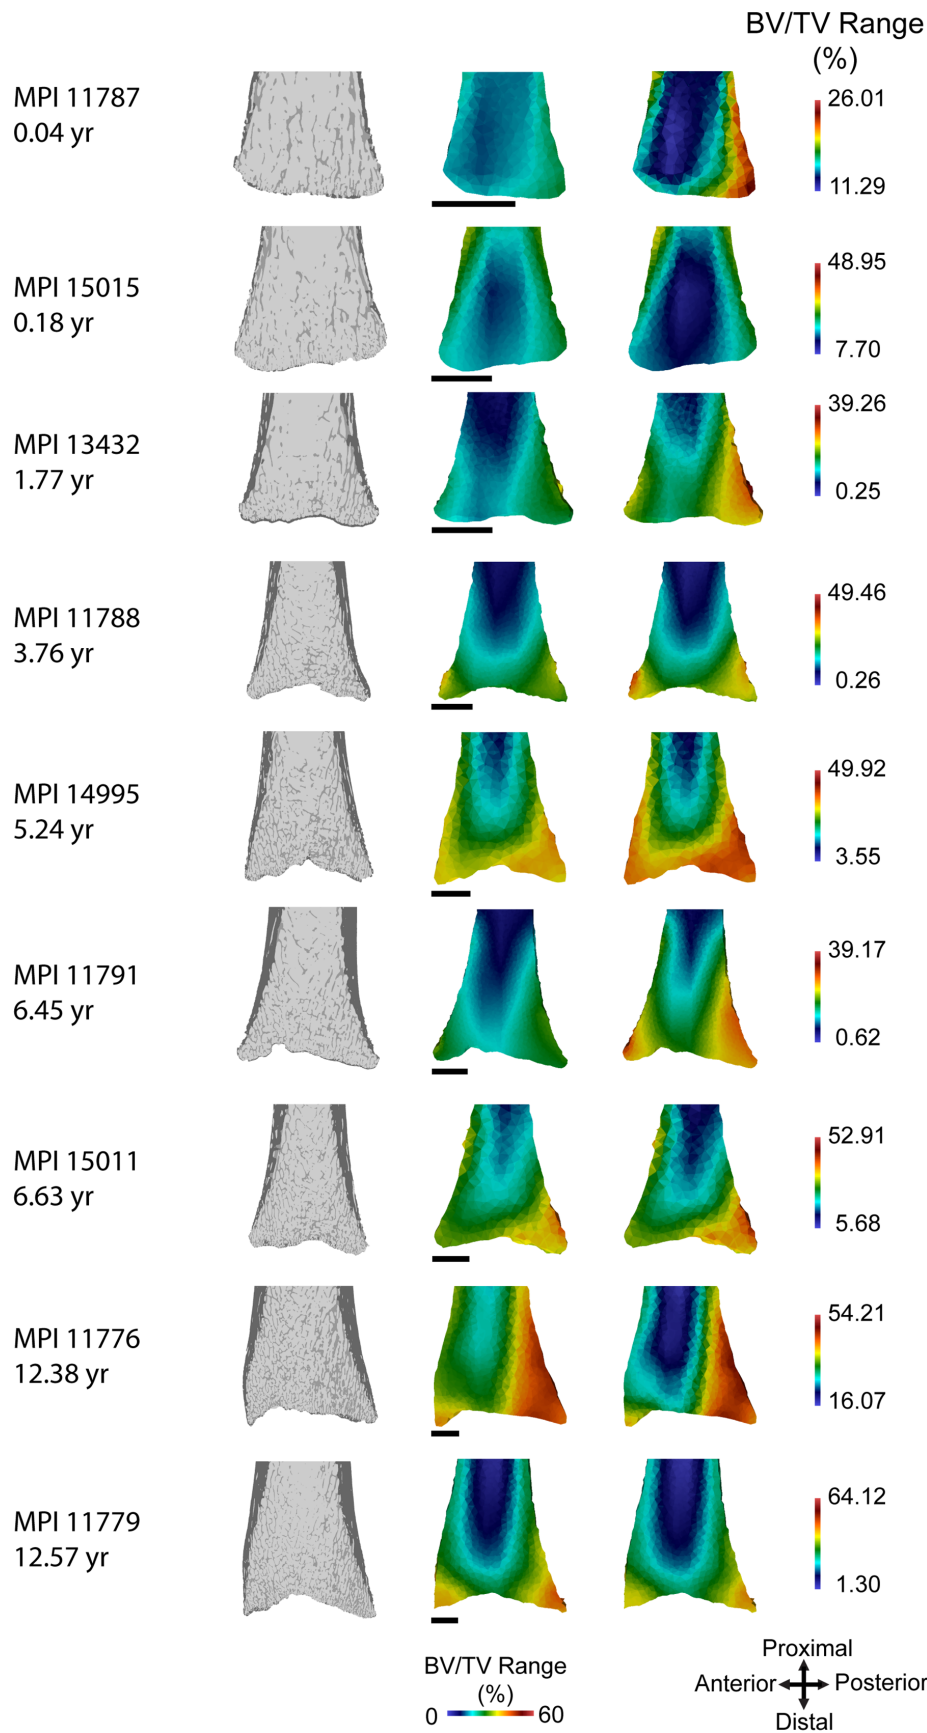 BV/TV Range
(%)
MPI 11787
0.04 yr
26.01
11.29
MPI 15015
0.18 yr
48.95
7.70
MPI 13432
1.77 yr
39.26
0.25
MPI 11788
3.76 yr
49.46
0.26
MPI 14995
5.24 yr
49.92
3.55
MPI 11791
6.45 yr
39.17
0.62
MPI 15011
6.63 yr
52.91
5.68
MPI 11776
12.38 yr
54.21
16.07
MPI 11779
12.57 yr
64.12
1.30
BV/TV Range
(%)
0 60
Proximal
Anterior Posterior
Distal